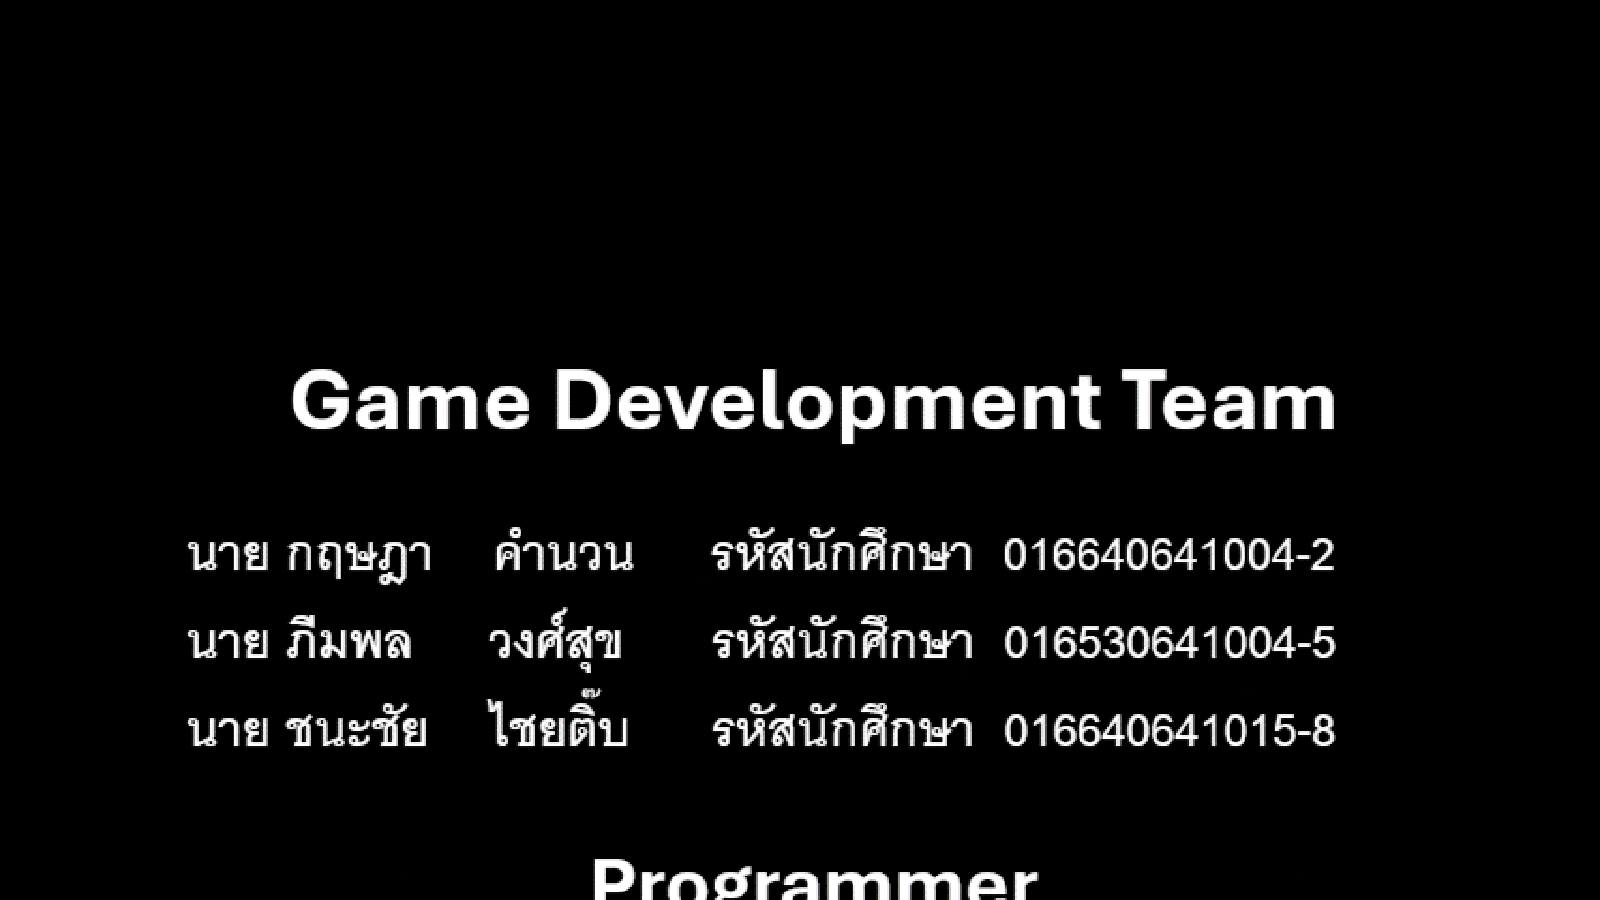 Game Development Team
นาย กฤษฎา คำนวน รหัสนักศึกษา 016640641004-2
นาย ภีมพล วงศ์สุข รหัสนักศึกษา 016530641004-5
นาย ชนะชัย ไชยติ๊บ รหัสนักศึกษา 016640641015-8
Programmer